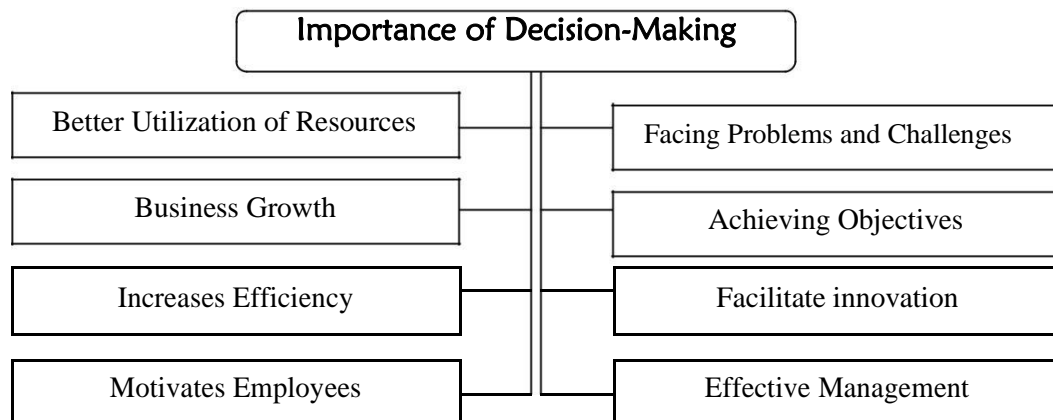 Importance of Decision-Making
Better Utilization of Resources
Facing Problems and Challenges
Business Growth
Achieving Objectives
Increases Efficiency
Facilitate innovation
Motivates Employees
Effective Management